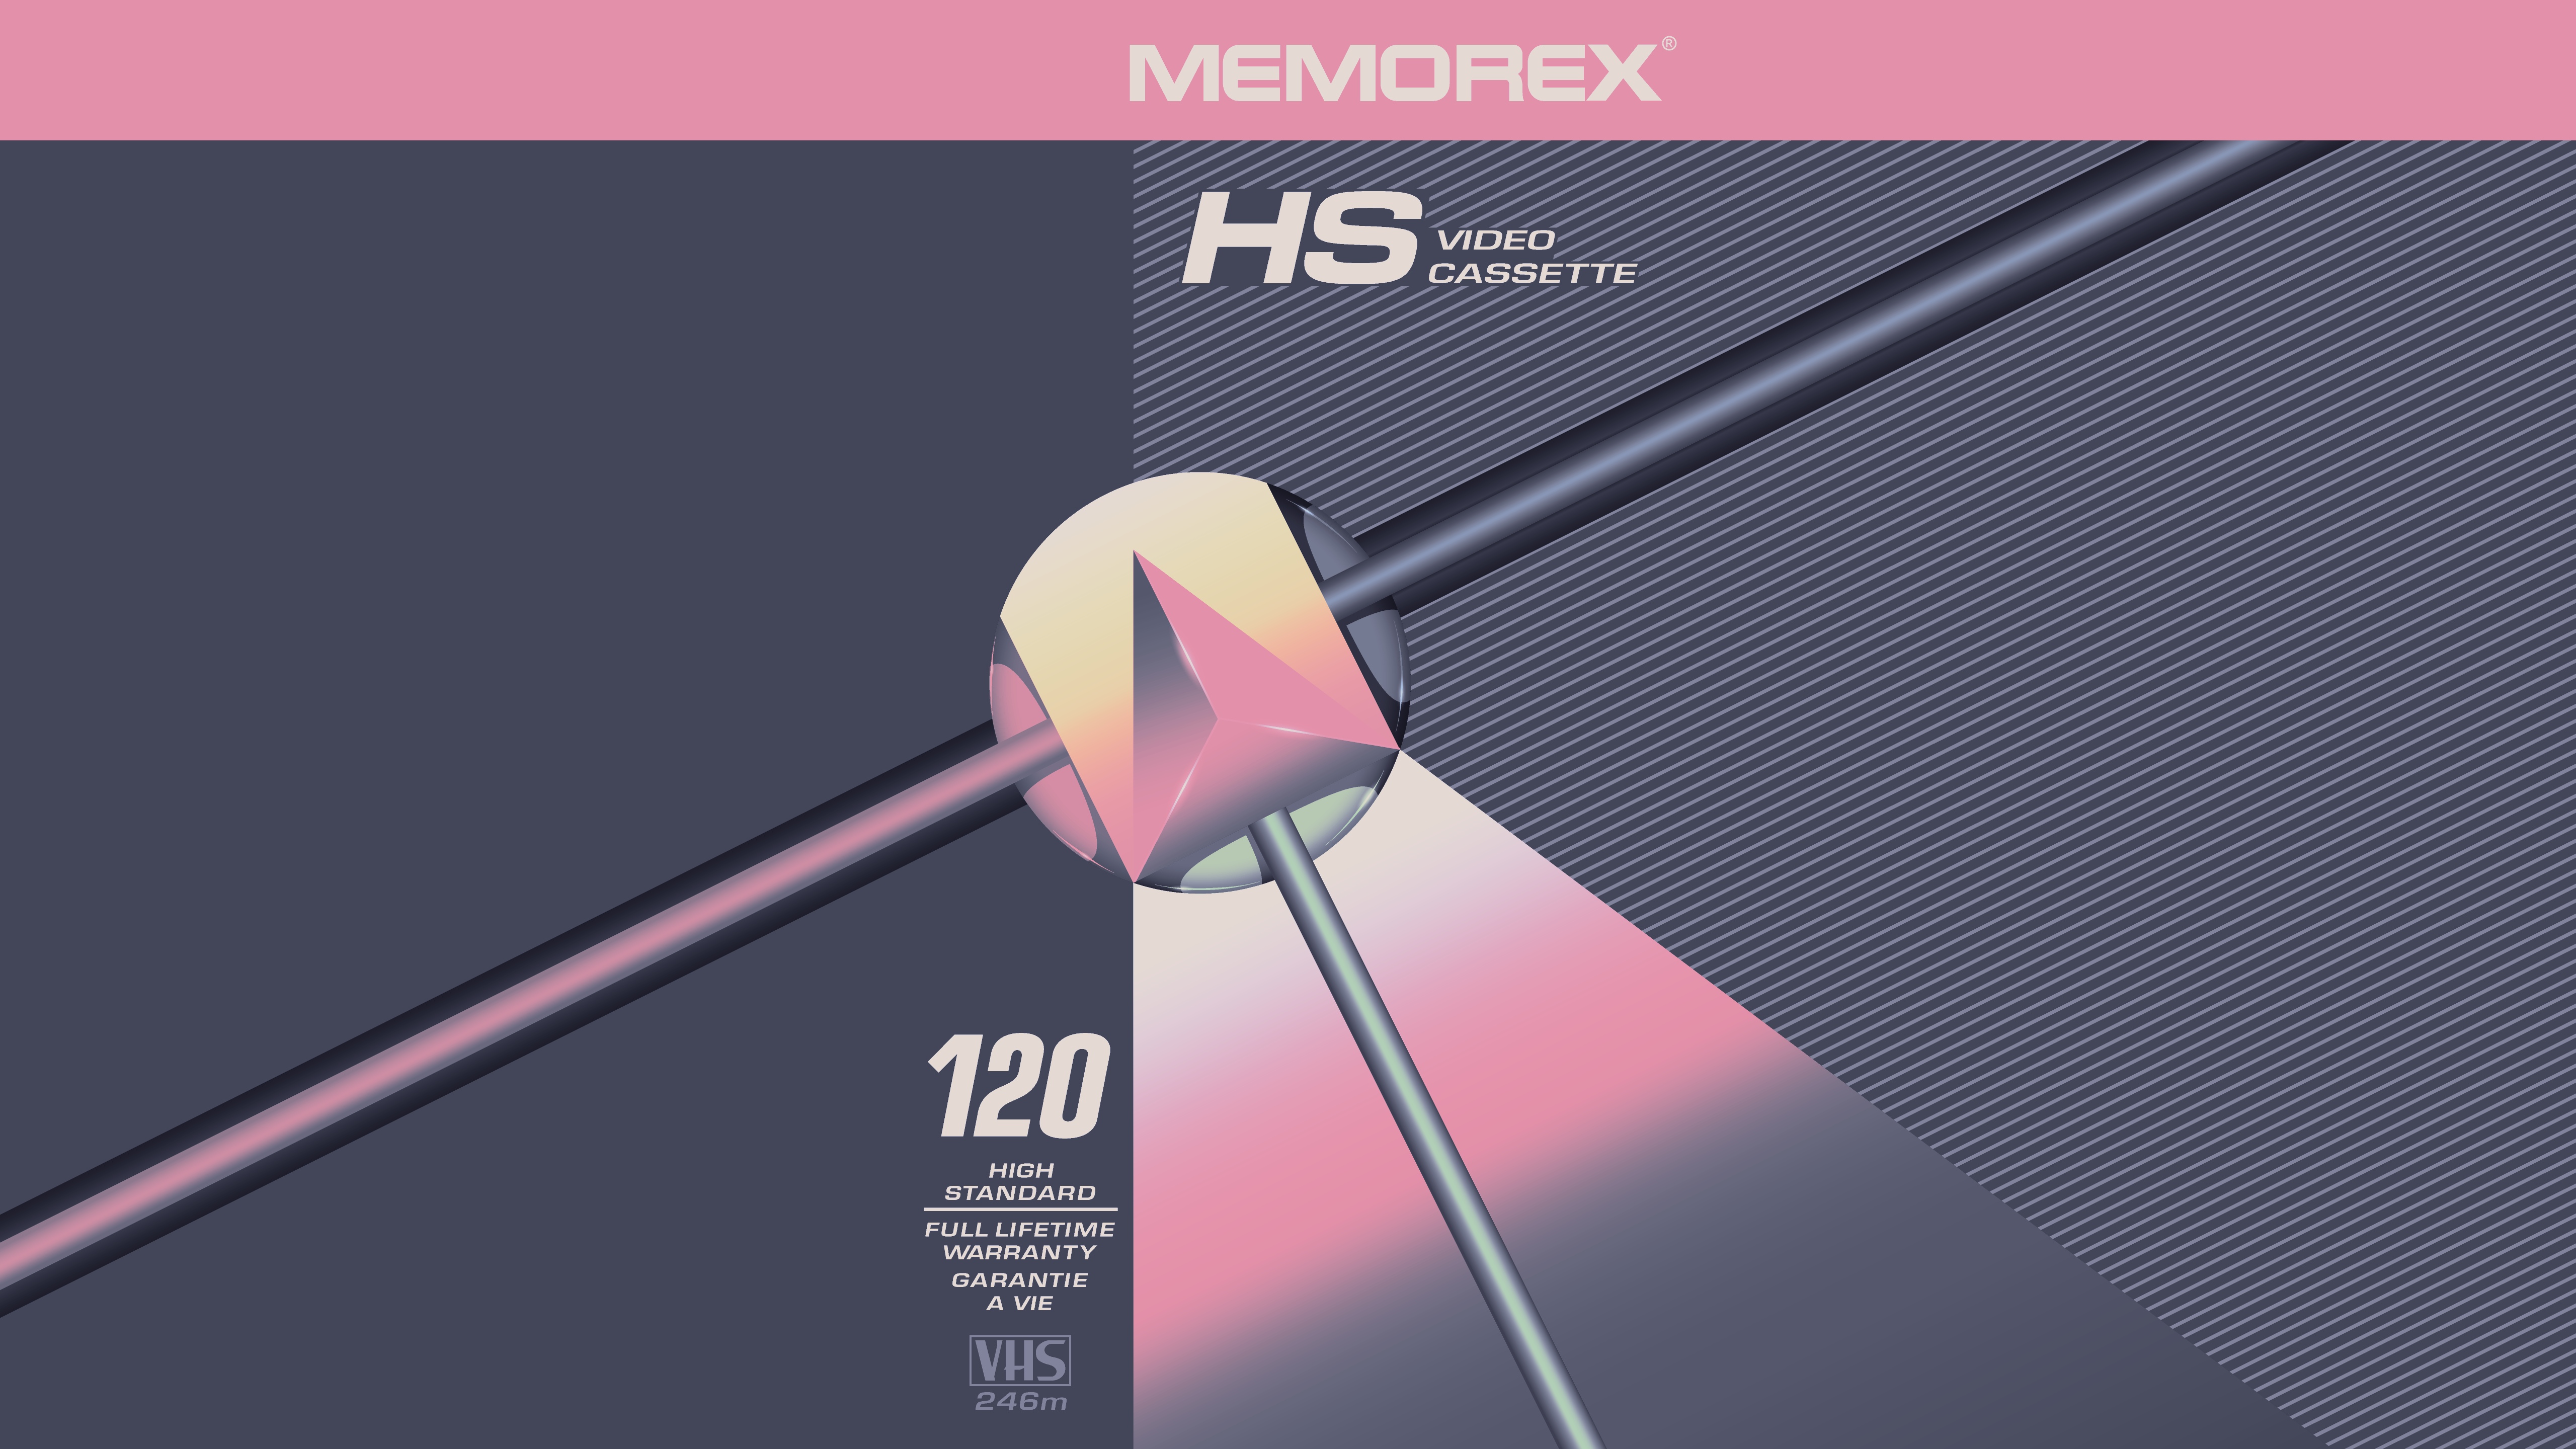 MEMOREX®
HS VIDEO
CASSETTE
120
HIGH
STANDARD
FULL LIFETIME
WARRANTY
GARANTIE
A VIE
VHS
246m